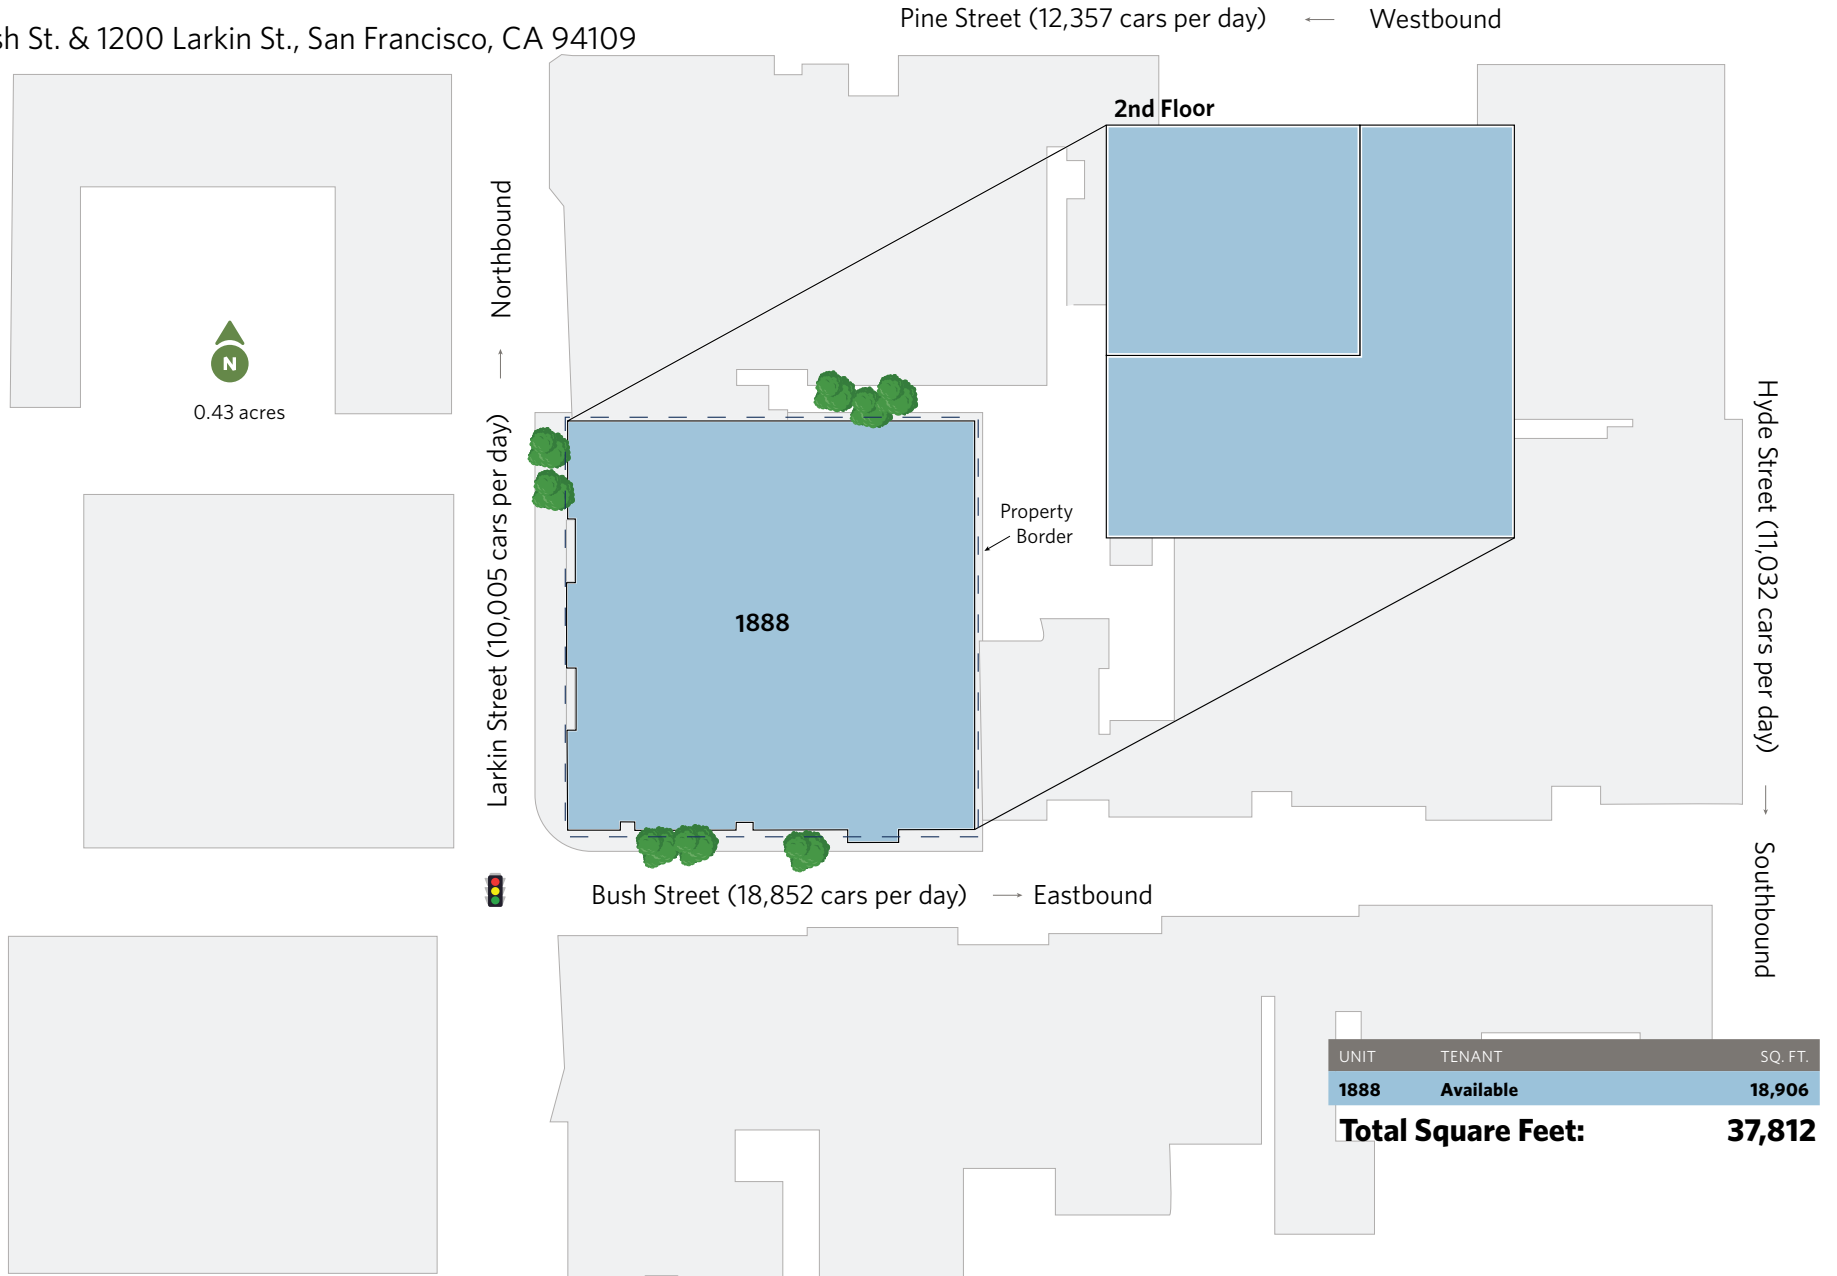 Pine Street (12,357 cars per day) Westbound
St. & 1200 Larkin St., San Francisco, CA 94109
2nd Floor
Northbound
N
0.43 acres
Larkin Street (10,005 cars per day)
Property
Border
1888
Hyde Street (11,032 cars per day)
Southbound
Bush Street (18,852 cars per day) Eastbound
UNIT TENANT SQ. FT.
1888 Available 18,906
Total Square Feet: 37,812